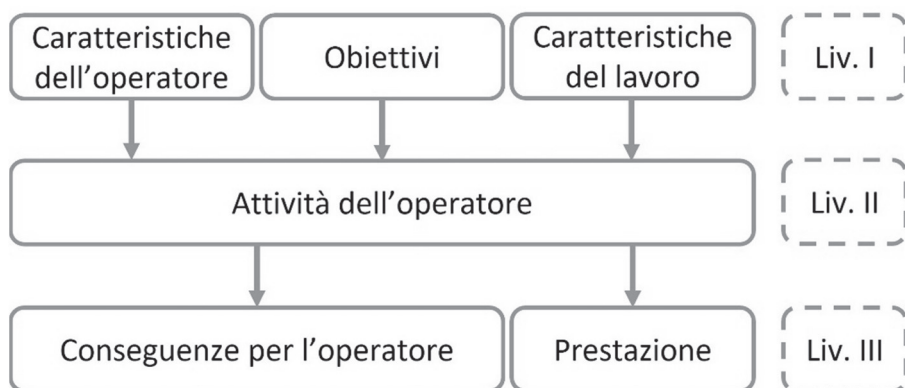 Caratteristiche
dell’operatore
Obiettivi
Caratteristiche
del lavoro
Liv. I
Attività dell’operatore
Liv. II
Conseguenze per l’operatore
Prestazione
Liv. III